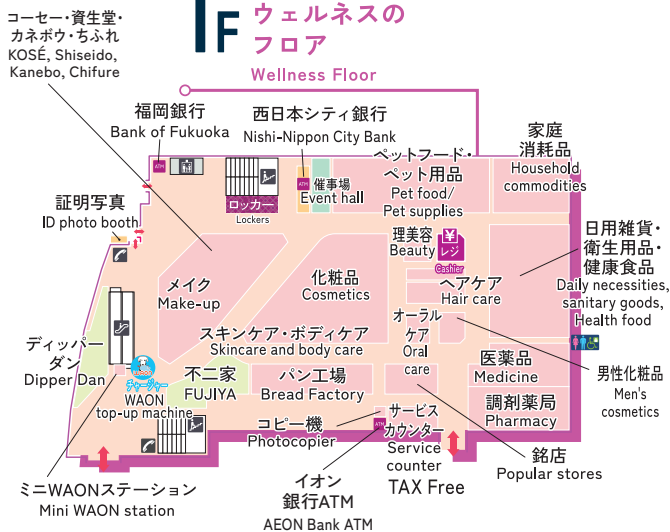 コーセー・資生堂・
カネボウ・ちふれ
KOSÉ, Shiseido,
Kanebo, Chifure
1F
ウェルネスの
フロア
Wellness Floor
福岡銀行
Bank of Fukuoka
西日本シティ銀行
Nishi-Nippon City Bank
家庭
消耗品
Household
commodities
ATM
ATM
ロッカー
Lockers
催事場
Event hall
ペットフード・
ペット用品
Pet food/
Pet supplies
証明写真
ID photo booth
理美容
Beauty
¥
レジ
Cashier
日用雑貨・
衛生用品・
健康食品
Daily necessities,
sanitary goods,
Health food
メイク
Make-up
化粧品
Cosmetics
ヘアケア
Hair care
スキンケア・ボディケア
Skincare and body care
オーラル
ケア
Oral
care
ディッパー
ダン
Dipper Dan
チャージャー
WAON
top-up machine
不二家
FUJIYA
パン工場
Bread Factory
医薬品
Medicine
男性化粧品
Men's
cosmetics
調剤薬局
Pharmacy
コピー機
Photocopier
ATM
サービス
カウンター
Service
counter
TAX Free
銘店
Popular stores
ミニWAONステーション
Mini WAON station
イオン
銀行ATM
AEON Bank ATM